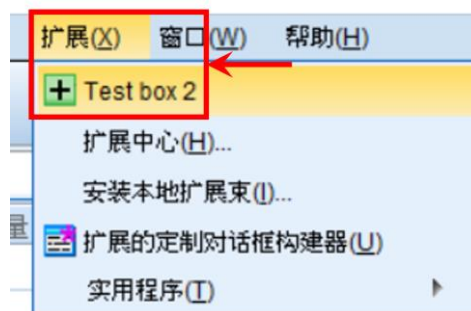 扩展(X) 窗口(W) 帮助(H)
Test box 2
扩展中心(H)...
安装本地扩展束(I)...
量
扩展的定制对话框构建器(U)
实用程序(T)